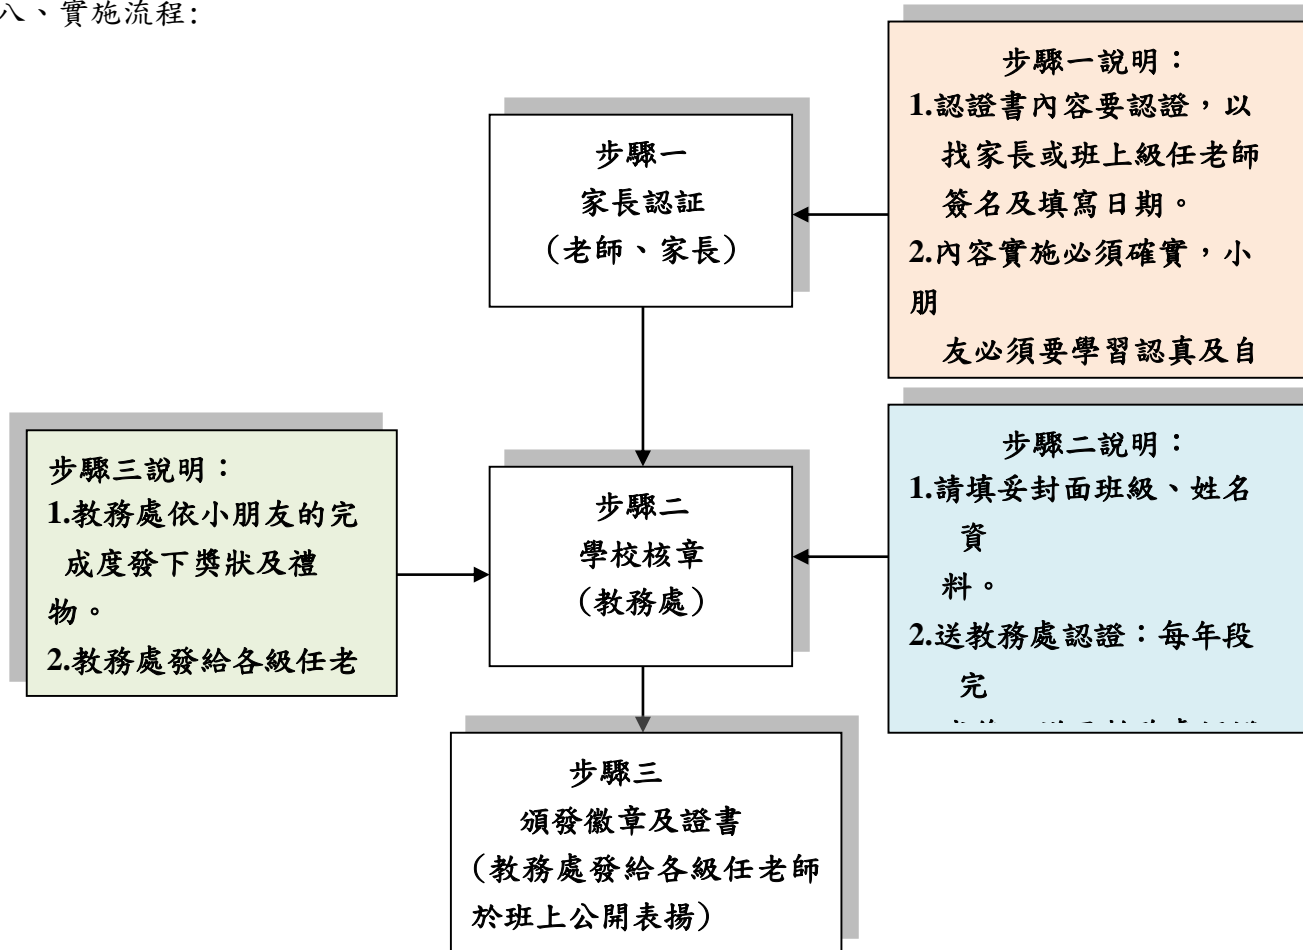 八、實施流程:
步驟一說明：
1.認證書內容要認證，以
找家長或班上級任老師
簽名及填寫日期。
2.內容實施必須確實，小
朋
友必須要學習認真及自
步驟一
家長認証
（老師、家長）
步驟二說明：
1.請填妥封面班級、姓名
資
料。
2.送教務處認證：每年段
完
步驟三說明：
1.教務處依小朋友的完
成度發下獎狀及禮
物。
2.教務處發給各級任老
步驟二
學校核章
（教務處）
步驟三
頒發徽章及證書
（教務處發給各級任老師
於班上公開表揚）